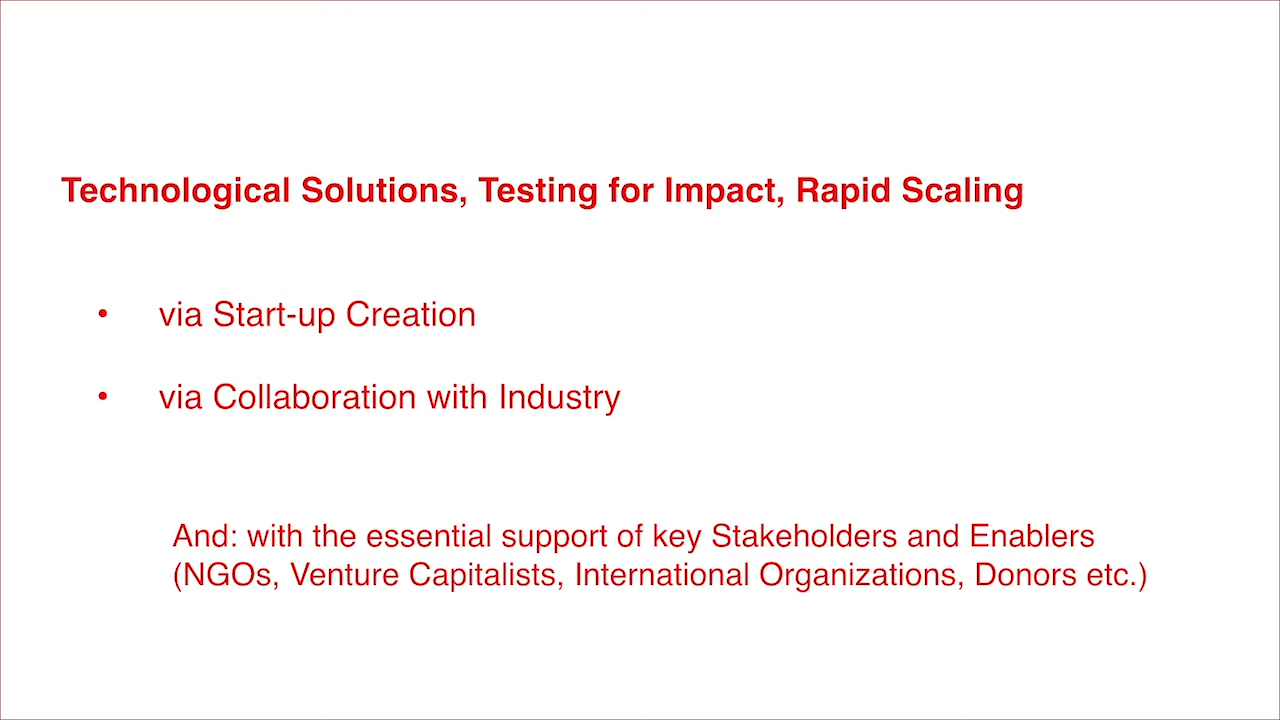 Technological Solutions, Testing for Impact, Rapid Scaling
• via Start-up Creation
• via Collaboration with Industry
And: with the essential support of key Stakeholders and Enablers
(NGOs, Venture Capitalists, International Organizations, Donors etc.)